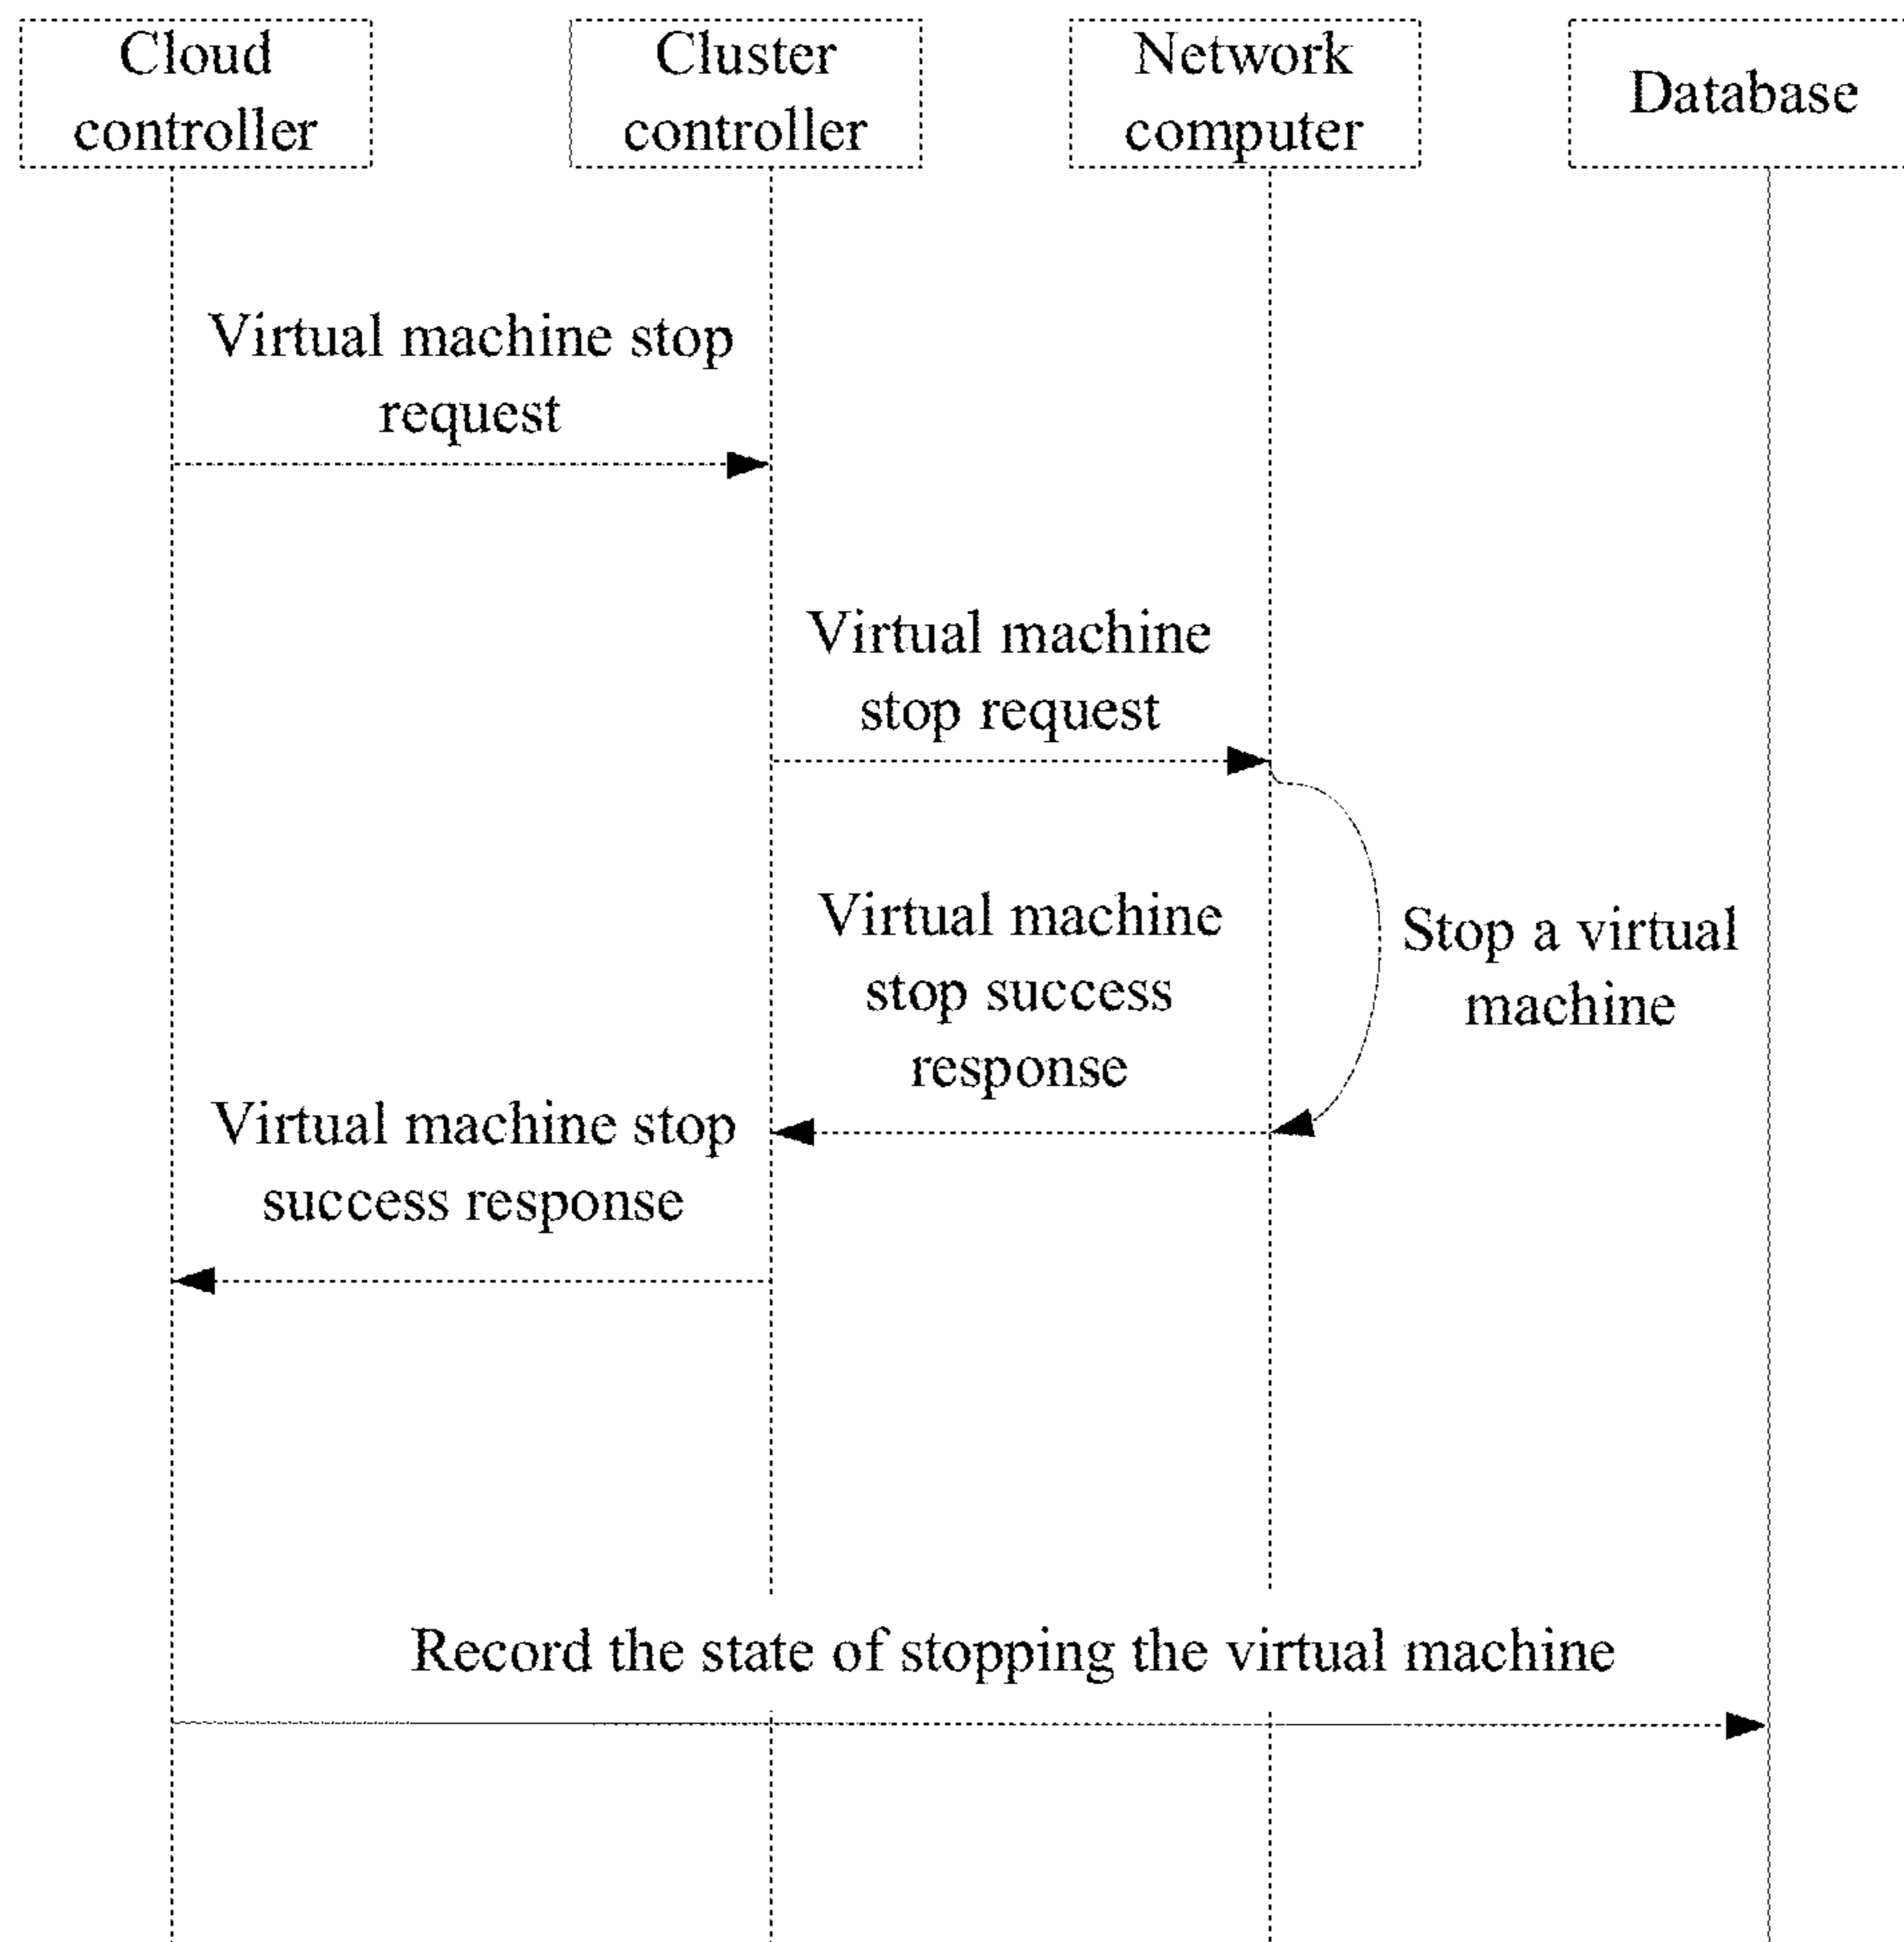 Cloud
controller
Cluster
controller
Network
computer
Database
Virtual machine stop
request
Virtual machine
stop request
Virtual machine
stop success
response
Stop a virtual
machine
Virtual machine stop
success response
Record the state of stopping the virtual machine